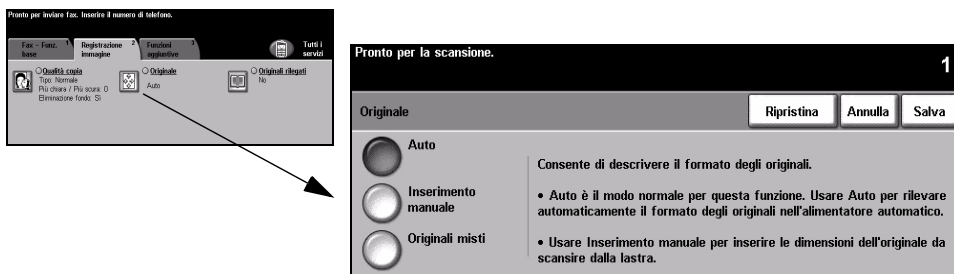 Pronto per inviare fax. Inserire il numero di telefono.
Fax - Funz. base 1
Registrazione immagine 2
Funzioni aggiuntive 3
Tutti i servizi
Qualità copia
Tipo: Normale
Più chiara / Più scura: 0
Eliminazione fondo: Sì
Originale
Auto
Originali rilegati
No
Pronto per la scansione.
1
Originale
Ripristina
Annulla
Salva
Auto
Inserimento
manuale
Originali misti
Consente di descrivere il formato degli originali.
• Auto è il modo normale per questa funzione. Usare Auto per rilevare
automaticamente il formato degli originali nell'alimentatore automatico.
• Usare Inserimento manuale per inserire le dimensioni dell'originale da
scansire dalla lastra.